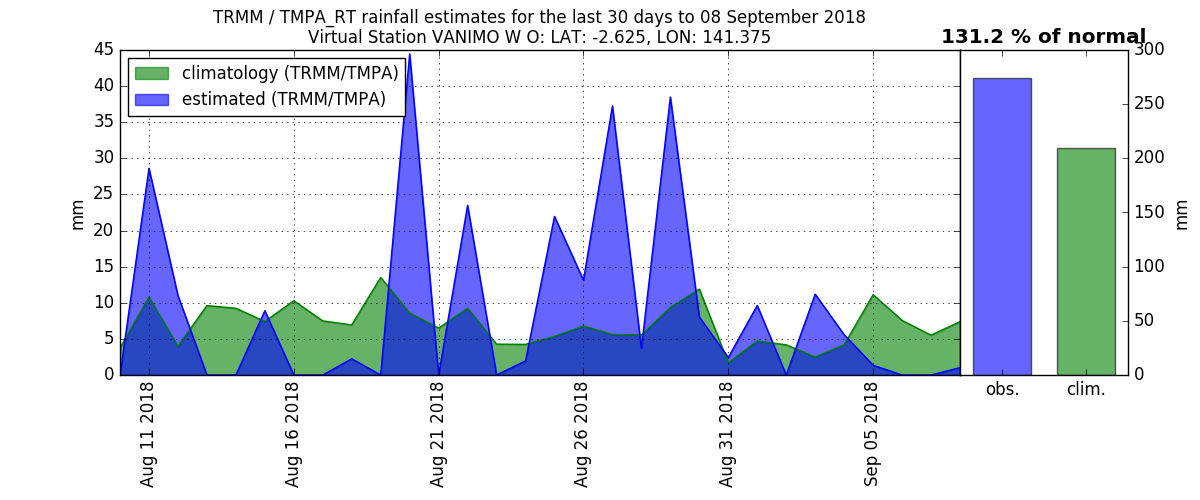 TRMM / TMPA_RT rainfall estimates for the last 30 days to 08 September 2018
Virtual Station VANIMO W O: LAT: -2.625, LON: 141.375
131.2 % of normal
climatology (TRMM/TMPA)
estimated (TRMM/TMPA)
mm
45
40
35
30
25
20
15
10
5
0
Aug 11 2018
Aug 16 2018
Aug 21 2018
Aug 26 2018
Aug 31 2018
Sep 05 2018
300
250
200
150
100
50
0
mm
obs.
clim.